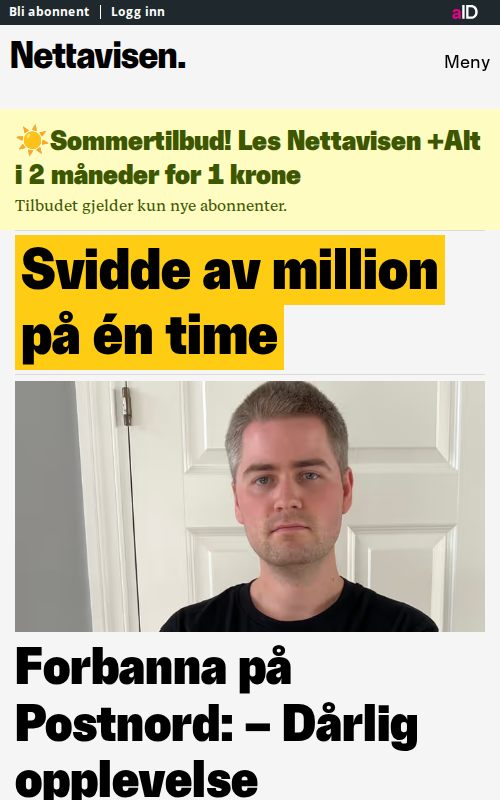 Bli abonnent
Logg inn
aID
Nettavisen.
Meny
☀️Sommertilbud! Les Nettavisen +Alt
i 2 måneder for 1 krone
Tilbudet gjelder kun nye abonnenter.
Svidde av million
på én time
Forbanna på
Postnord: – Dårlig
opplevelse